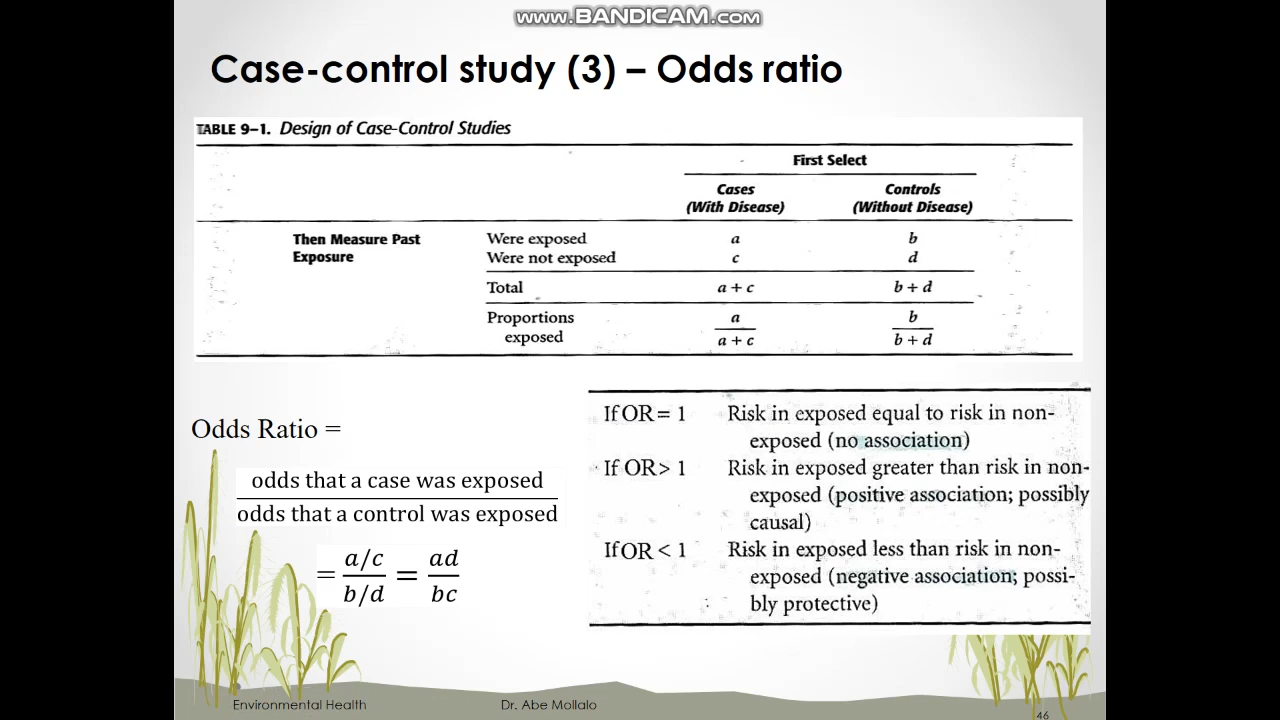 www.BANDICAM.com
Case-control study (3) – Odds ratio
TABLE 9–1. Design of Case-Control Studies
First Select
Cases Controls
(With Disease) (Without Disease)
Then Measure Past Were exposed a b
Exposure Were not exposed c d
Total a + c b + d
Proportions a b
exposed a + c b + d
Odds Ratio =
odds that a case was exposed
odds that a control was exposed
= a/c = ad
b/d bc
If OR = 1 Risk in exposed equal to risk in non-
exposed (no association)
If OR > 1 Risk in exposed greater than risk in non-
exposed (positive association; possibly
causal)
If OR < 1 Risk in exposed less than risk in non-
exposed (negative association; possi-
bly protective)
Environmental Health Dr. Abe Mollalo 46